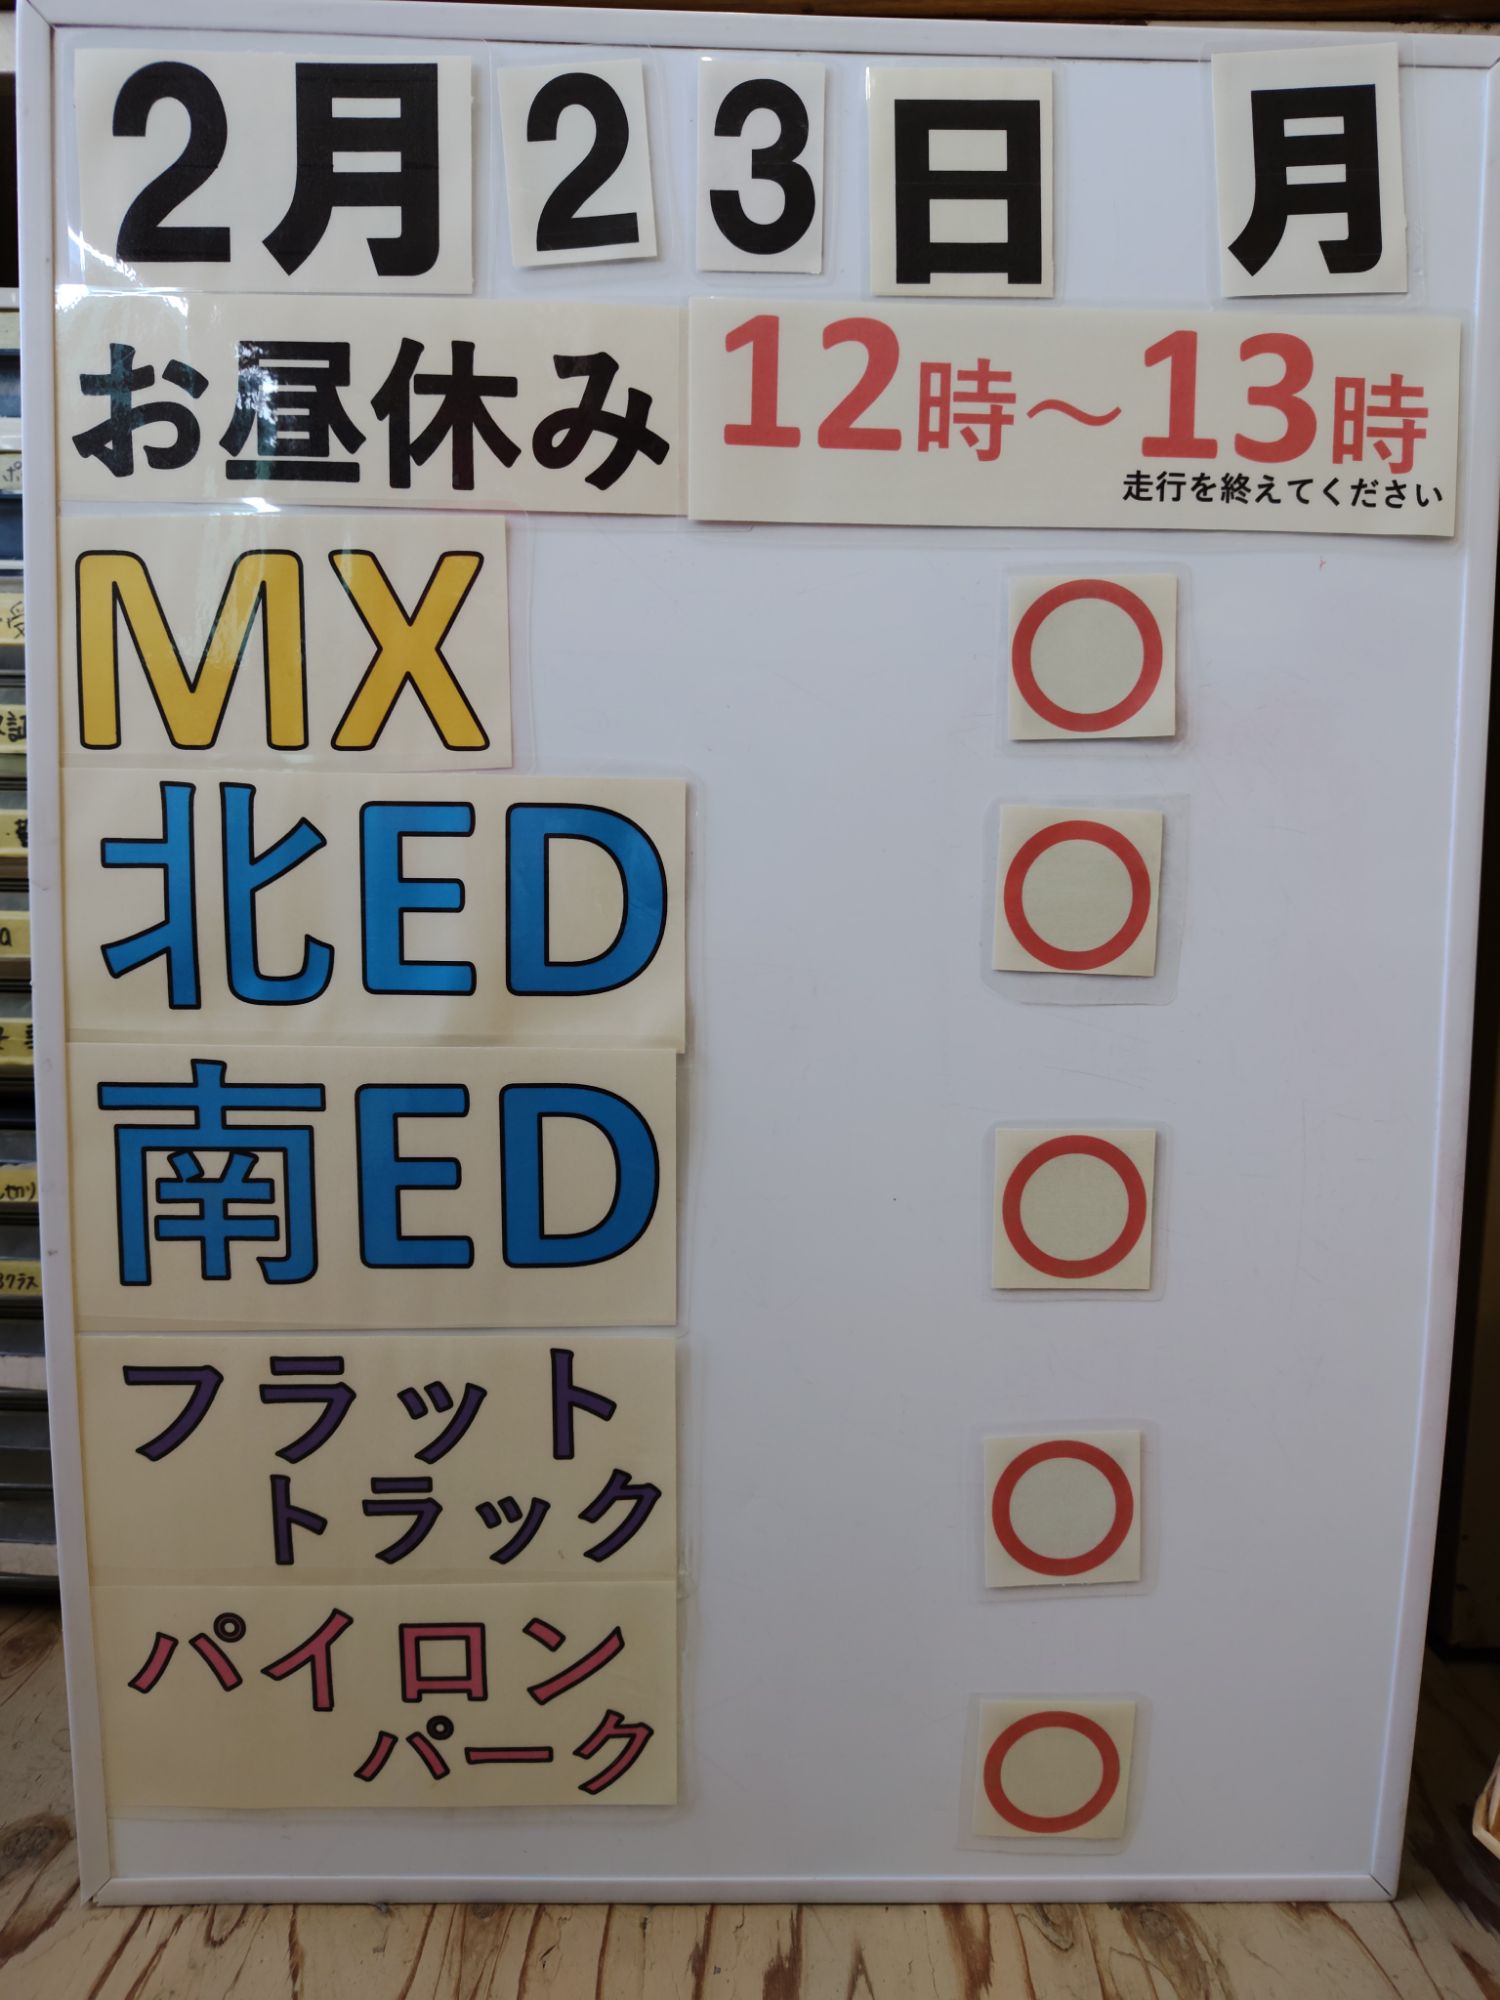 2月 23日 月
お昼休み 12時～13時
走行を終えてください
MX ○
北ED ○
南ED ○
フラット
トラック ○
パイロン
パーク ○